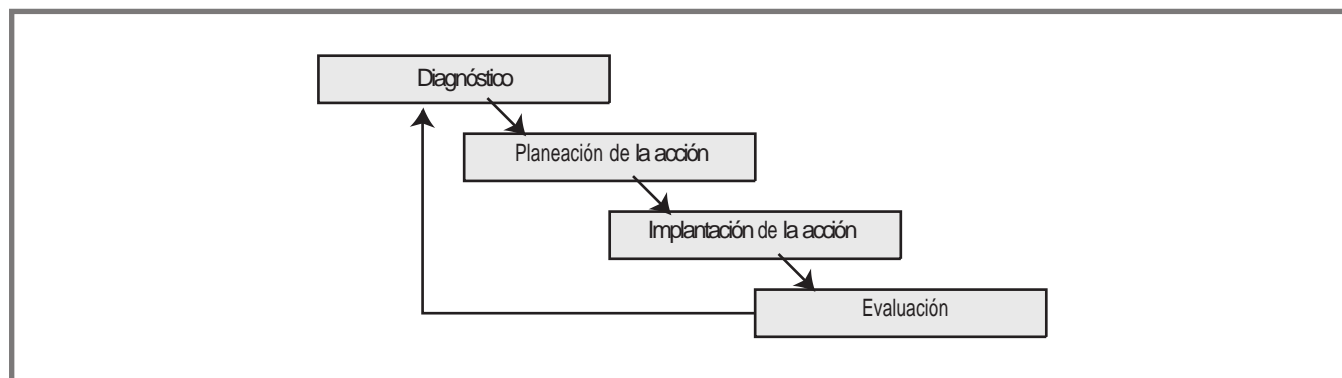 Diagnóstico
Planeación de la acción
Implantación de la acción
Evaluación